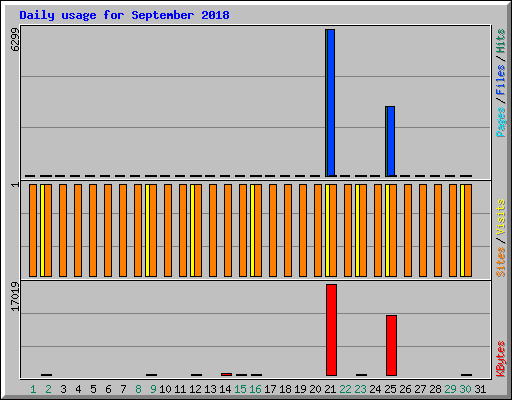 Daily usage for September 2018
6299
Pages / Files / Hits
1
Sites / Visits
17019
KBytes
1 2 3 4 5 6 7 8 9 10 11 12 13 14 15 16 17 18 19 20 21 22 23 24 25 26 27 28 29 30 31